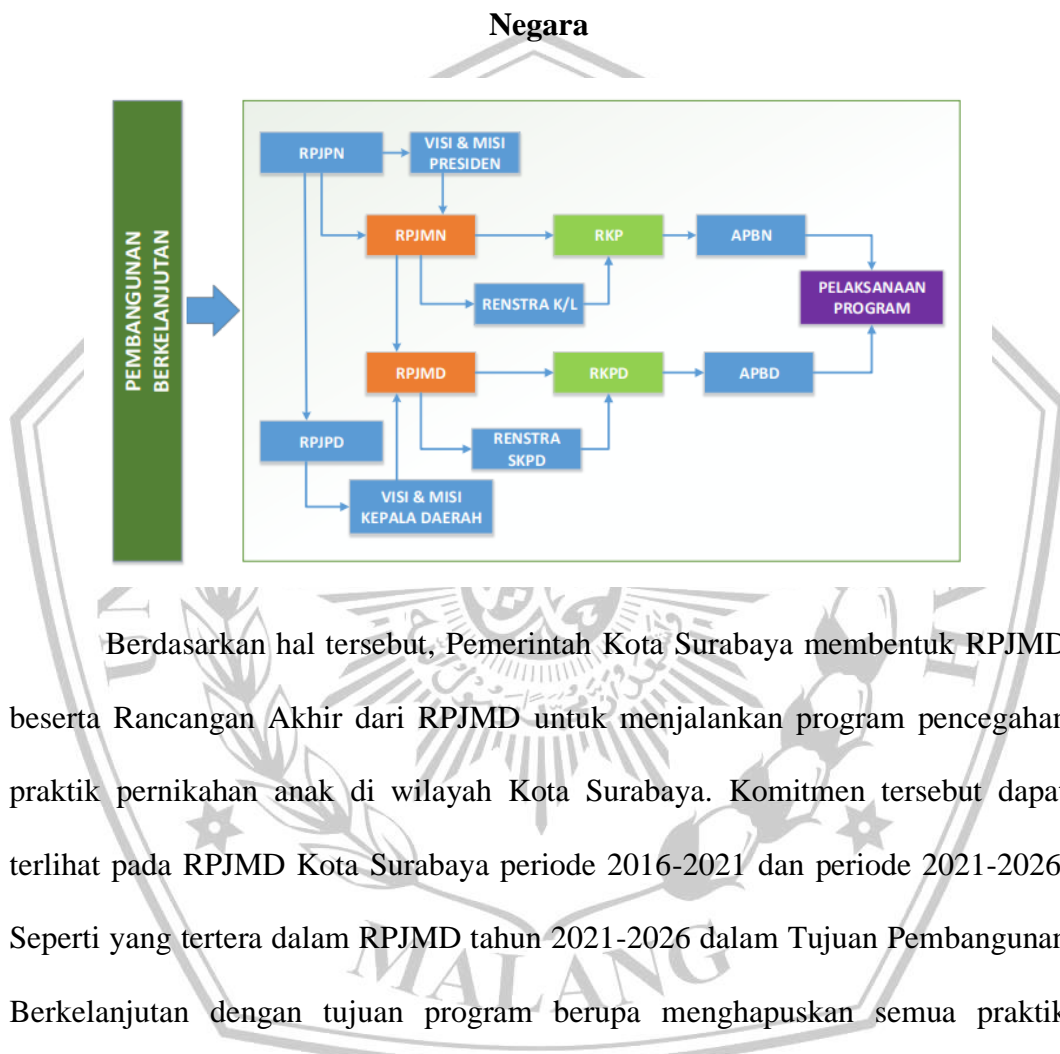 Negara
PEMBANGUNAN
BERKELANJUTAN
RPJPN
VISI & MISI
PRESIDEN
RPJMN
RKP
APBN
RENSTRA K/L
PELAKSANAAN
PROGRAM
RPJMD
RKPD
APBD
RPJPD
RENSTRA
SKPD
VISI & MISI
KEPALA DAERAH
Berdasarkan hal tersebut, Pemerintah Kota Surabaya membentuk RPJMD
beserta Rancangan Akhir dari RPJMD untuk menjalankan program pencegahan
praktik pernikahan anak di wilayah Kota Surabaya. Komitmen tersebut dapat
terlihat pada RPJMD Kota Surabaya periode 2016-2021 dan periode 2021-2026
Seperti yang tertera dalam RPJMD tahun 2021-2026 dalam Tujuan Pembangunan
Berkelanjutan dengan tujuan program berupa menghapuskan semua praktik
MALANG